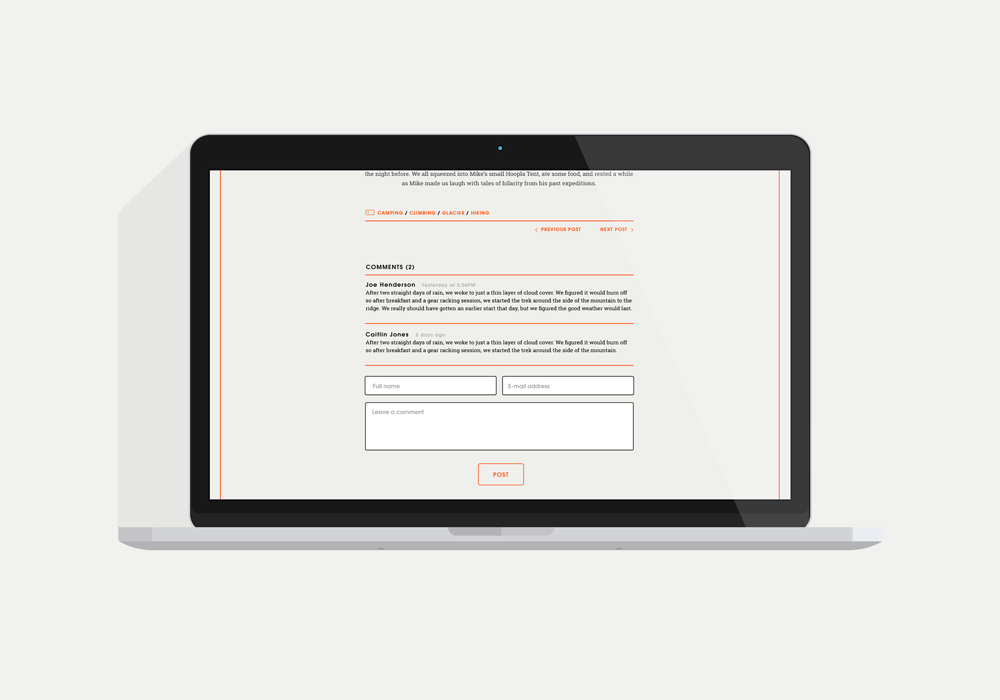 the night before. We all squeezed into Mike's small Hoopla Tent, ate some food, and rested a while
as Mike made us laugh with tales of hilarity from his past expeditions.
CAMPING / CLIMBING / GLACIER / HIKING
< PREVIOUS POST NEXT POST >
COMMENTS (2)
Joe Henderson Yesterday at 5:06PM
After two straight days of rain, we woke to just a thin layer of cloud cover. We figured it would burn off
so after breakfast and a gear racking session, we started the trek around the side of the mountain to the
ridge. We really should have gotten an earlier start that day, but we figured the good weather would last.
Caitlin Jones 5 days ago
After two straight days of rain, we woke to just a thin layer of cloud cover. We figured it would burn off
so after breakfast and a gear racking session, we started the trek around the side of the mountain.
Full name E-mail address
Leave a comment
POST